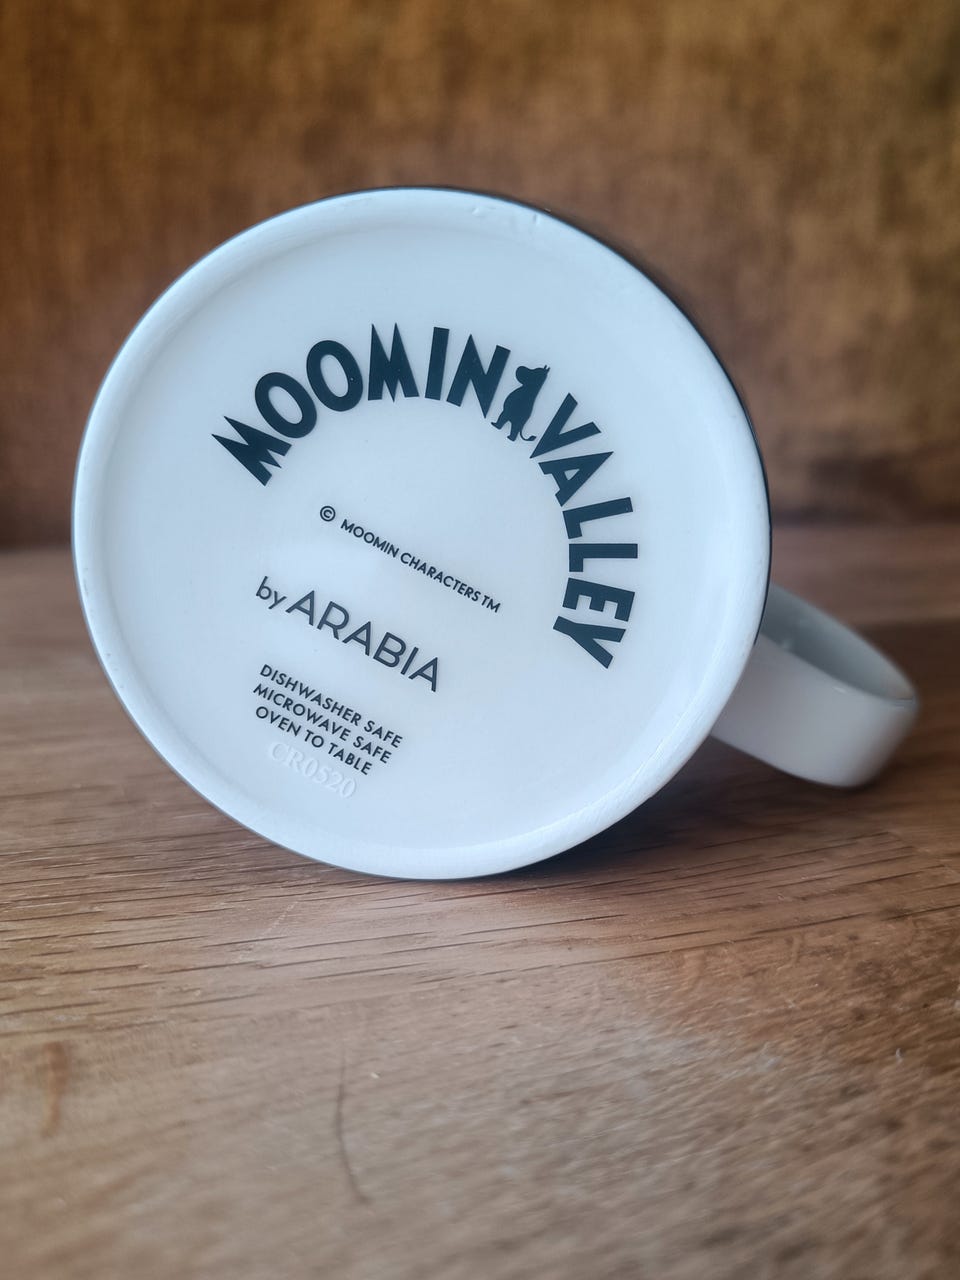 MOOMINVALLEY
© MOOMIN CHARACTERS TM
by ARABIA
DISHWASHER SAFE
MICROWAVE SAFE
OVEN TO TABLE
CR0520